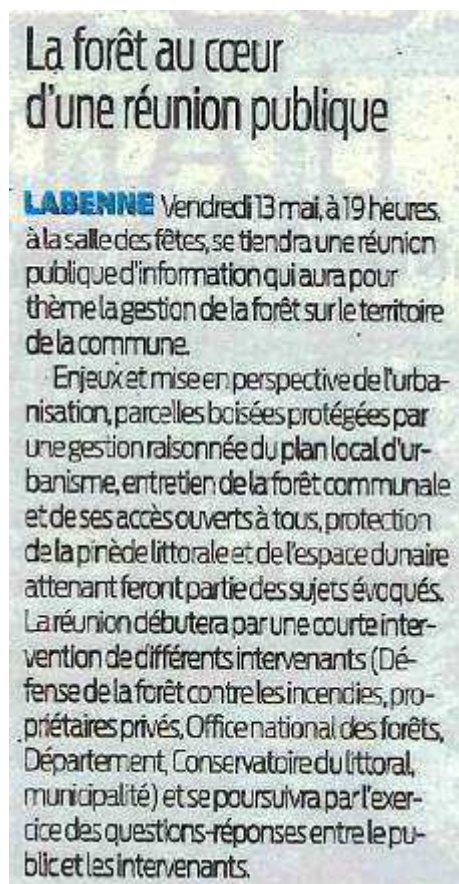 La forêt au cœur
d'une réunion publique
LABENNE Vendredi 13 mai, à 19 heures,
à la salle des fêtes, se tiendra une réunion
publique d'information qui aura pour
thème la gestion de la forêt sur le territoire
de la commune.
Enjeux et mise en perspective de l'urba-
nisation, parcelles boisées protégées par
une gestion raisonnée du plan local d'ur-
banisme, entretien de la forêt communale
et de ses accès ouverts à tous, protection
de la pinède littorale et de l'espace dunaire
attenant feront partie des sujets évoqués.
La réunion débutera par une courte inter-
vention de différents intervenants (Dé-
fense de la forêt contre les incendies, pro-
priétaires privés, Office national des forêts,
Département, Conservatoire du littoral,
municipalité) et se poursuivra par l'exer-
cice des questions-réponses entre le pu-
blic et les intervenants.